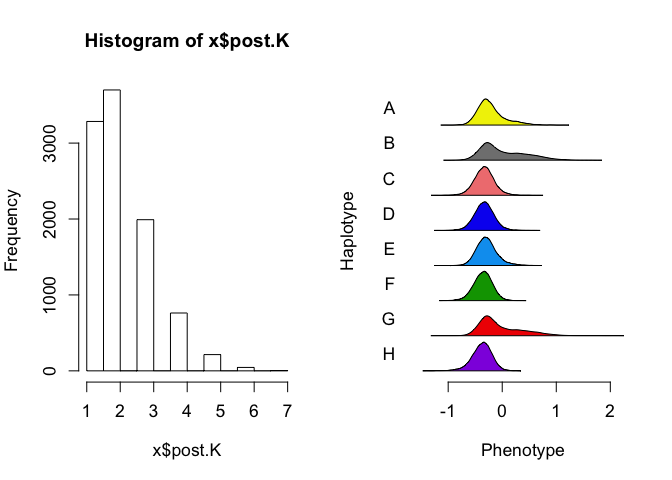 Histogram of x$post.K
Frequency
0
1000
2000
3000
1 2 3 4 5 6 7
x$post.K
Haplotype
A
B
C
D
E
F
G
H
-1 0 1 2
Phenotype